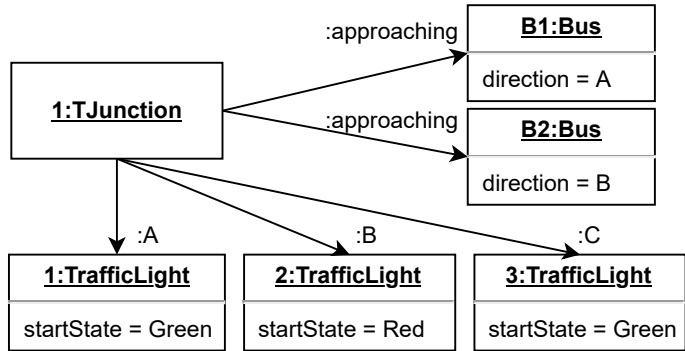 :approaching
B1:Bus
direction = A
1:TJunction
:approaching
B2:Bus
direction = B
:A
:B
:C
1:TrafficLight
startState = Green
2:TrafficLight
startState = Red
3:TrafficLight
startState = Green